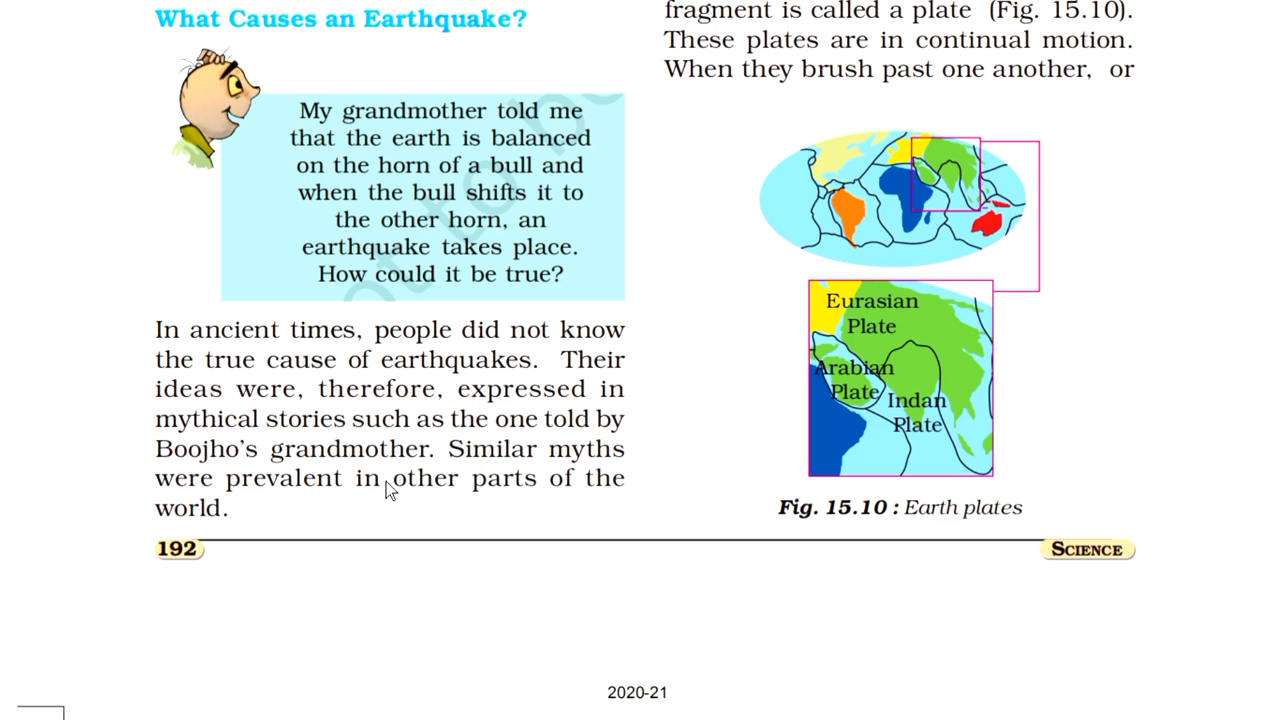 What Causes an Earthquake?
My grandmother told me
that the earth is balanced
on the horn of a bull and
when the bull shifts it to
the other horn, an
earthquake takes place.
How could it be true?
In ancient times, people did not know
the true cause of earthquakes. Their
ideas were, therefore, expressed in
mythical stories such as the one told by
Boojho’s grandmother. Similar myths
were prevalent in other parts of the
world.
fragment is called a plate (Fig. 15.10).
These plates are in continual motion.
When they brush past one another, or
Eurasian
Plate
Arabian
Plate
Indan
Plate
Fig. 15.10 : Earth plates
192
SCIENCE
2020-21